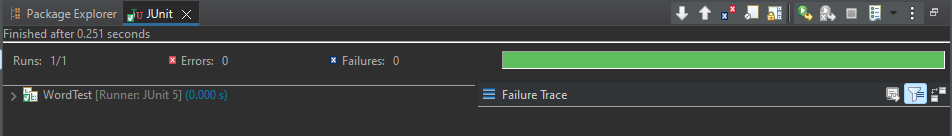 Package Explorer JUnit
Finished after 0.251 seconds
Runs: 1/1 Errors: 0 Failures: 0
WordTest [Runner: JUnit 5] (0.000 s) Failure Trace